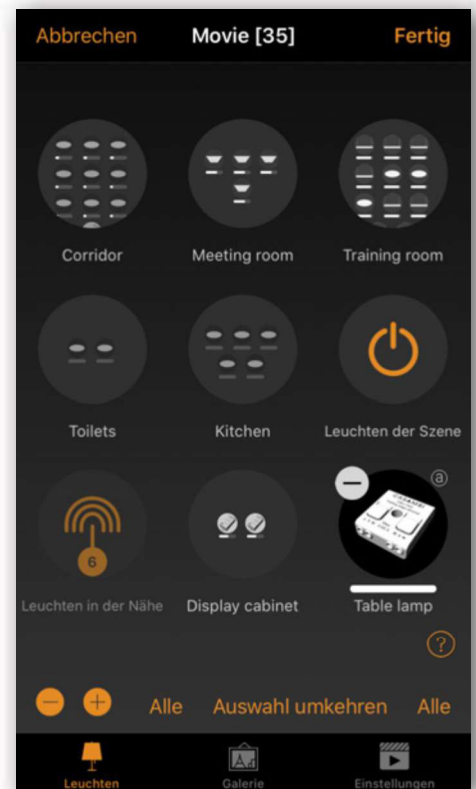 Abbrechen Movie [35] Fertig
Corridor Meeting room Training room
Toilets Kitchen Leuchten der Szene
6
a
CASAMBI
Leuchten in der Nähe Display cabinet Table lamp
?
Alle Auswahl umkehren Alle
Leuchten Galerie Einstellungen